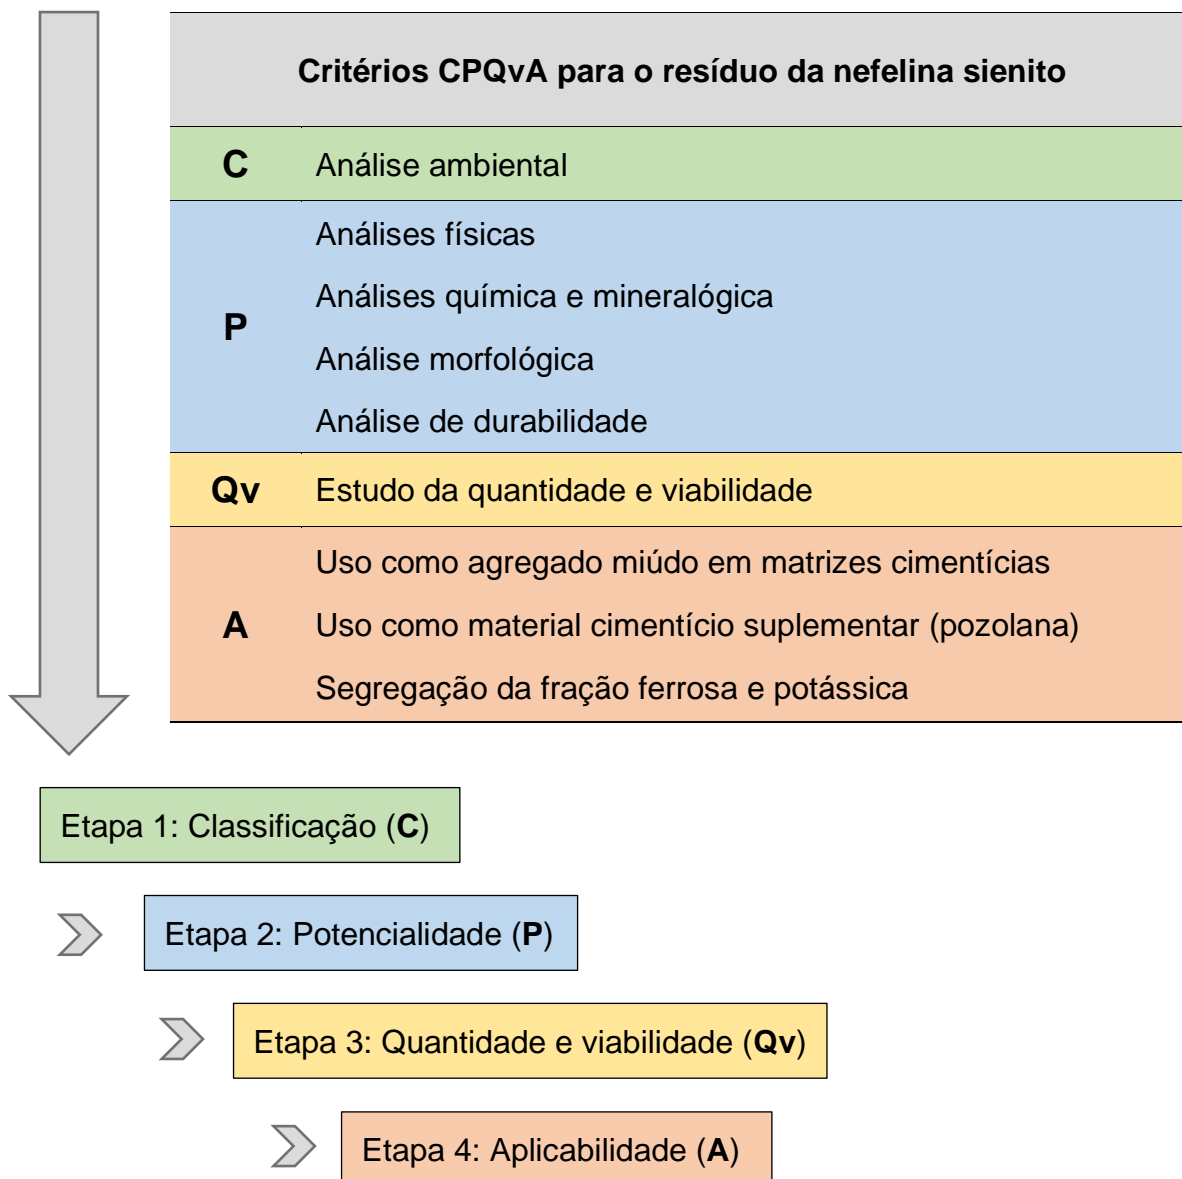 Critérios CPQvA para o resíduo da nefelina sienito
C Análise ambiental
P
Análises físicas
Análises química e mineralógica
Análise morfológica
Análise de durabilidade
Qv Estudo da quantidade e viabilidade
A
Uso como agregado miúdo em matrizes cimentícias
Uso como material cimentício suplementar (pozolana)
Segregação da fração ferrosa e potássica
Etapa 1: Classificação (C)
Etapa 2: Potencialidade (P)
Etapa 3: Quantidade e viabilidade (Qv)
Etapa 4: Aplicabilidade (A)